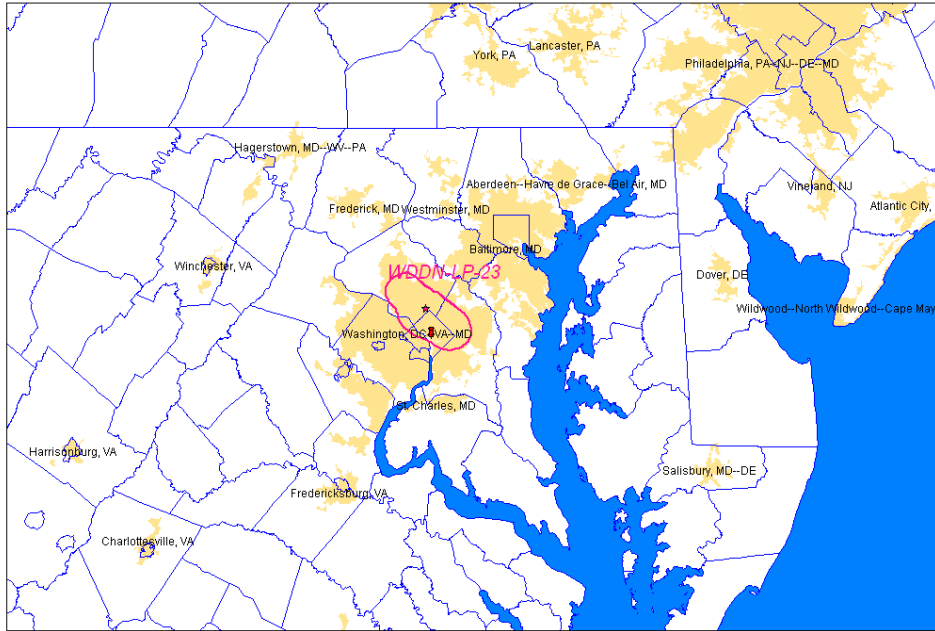 Lancaster, PA
York, PA
Philadelphia, PA--NJ--DE--MD
Hagerstown, MD--WV--PA
Aberdeen--Havre de Grace--Bel Air, MD
Vineland, NJ
Frederick, MD
Westminster, MD
Atlantic City,
Baltimore, MD
Winchester, VA
WDDN-LP-23
Dover, DE
Wildwood--North Wildwood--Cape May
Washington, DC--VA--MD
St. Charles, MD
Harrisonburg, VA
Salisbury, MD--DE
Fredericksburg, VA
Charlottesville, VA